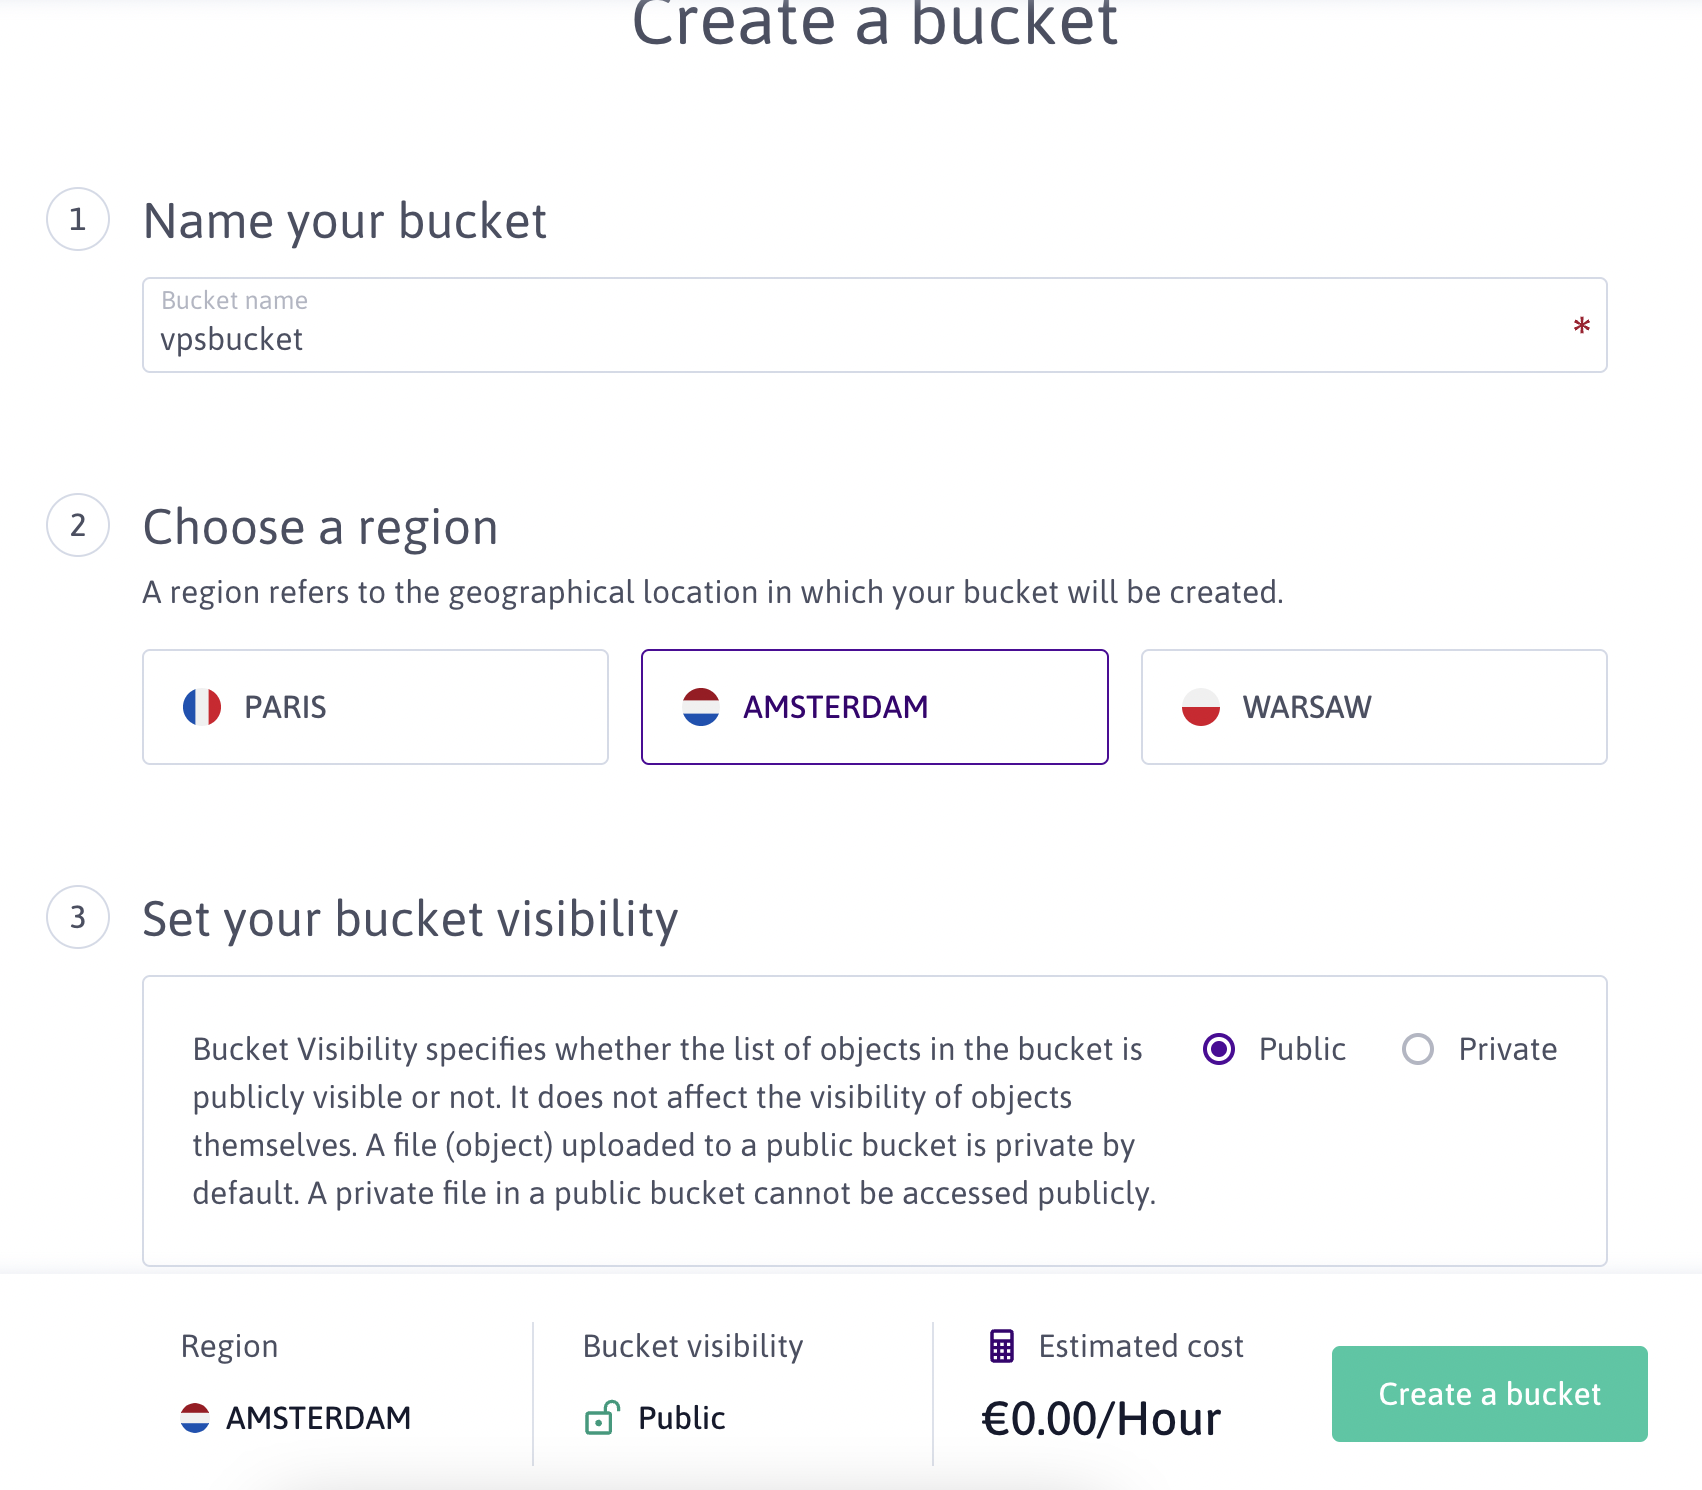 Create a bucket
1
Name your bucket
Bucket name
vpsbucket
*
2
Choose a region
A region refers to the geographical location in which your bucket will be created.
PARIS
AMSTERDAM
WARSAW
3
Set your bucket visibility
Bucket Visibility specifies whether the list of objects in the bucket is
publicly visible or not. It does not affect the visibility of objects
themselves. A file (object) uploaded to a public bucket is private by
default. A private file in a public bucket cannot be accessed publicly.
Public
Private
Region
AMSTERDAM
Bucket visibility
Public
Estimated cost
€0.00/Hour
Create a bucket